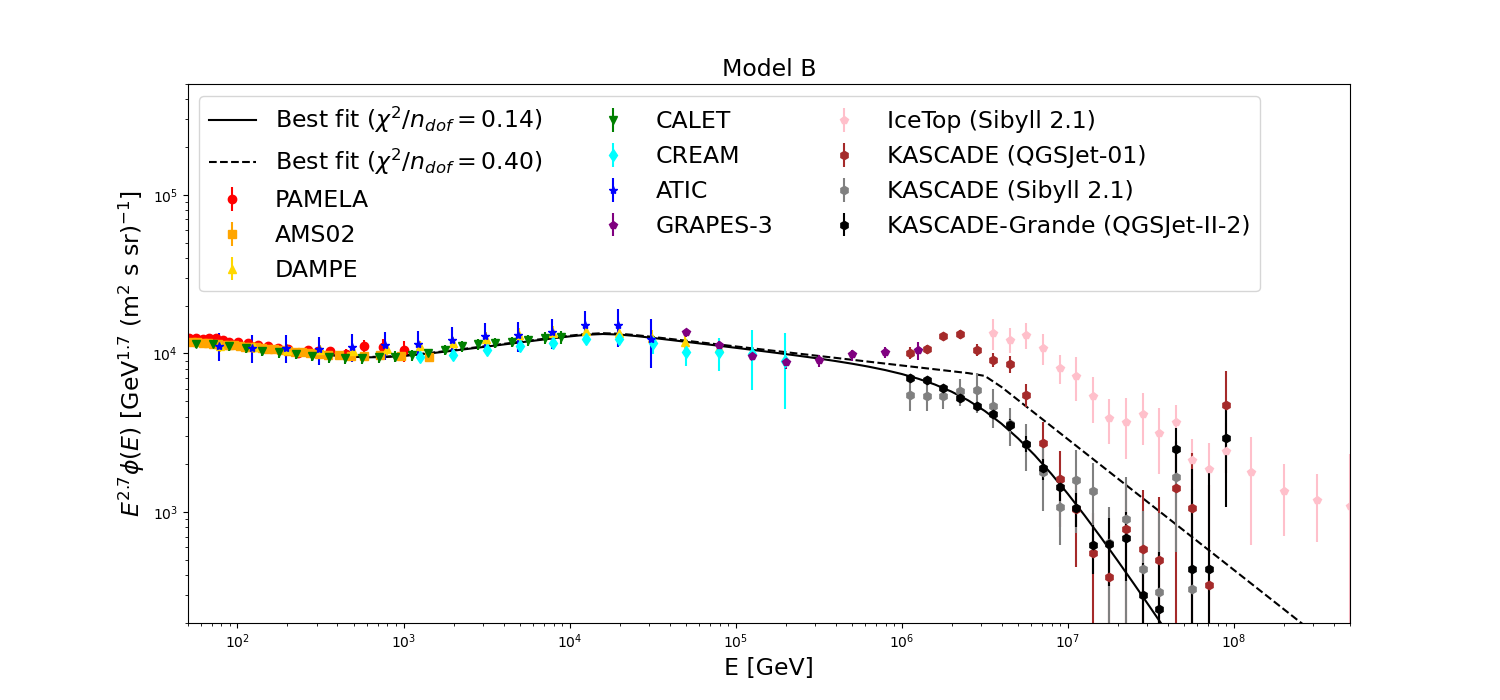 Model B
Best fit (χ²/n_dof = 0.14)
Best fit (χ²/n_dof = 0.40)
PAMELA
AMS02
DAMPE
CALET
CREAM
ATIC
GRAPES-3
IceTop (Sibyll 2.1)
KASCADE (QGSJet-01)
KASCADE (Sibyll 2.1)
KASCADE-Grande (QGSJet-II-2)
E^2.7 ϕ(E) [GeV^1.7 (m² s sr)^−1]
10⁵
10⁴
10³
10² 10³ 10⁴ 10⁵ 10⁶ 10⁷ 10⁸
E [GeV]